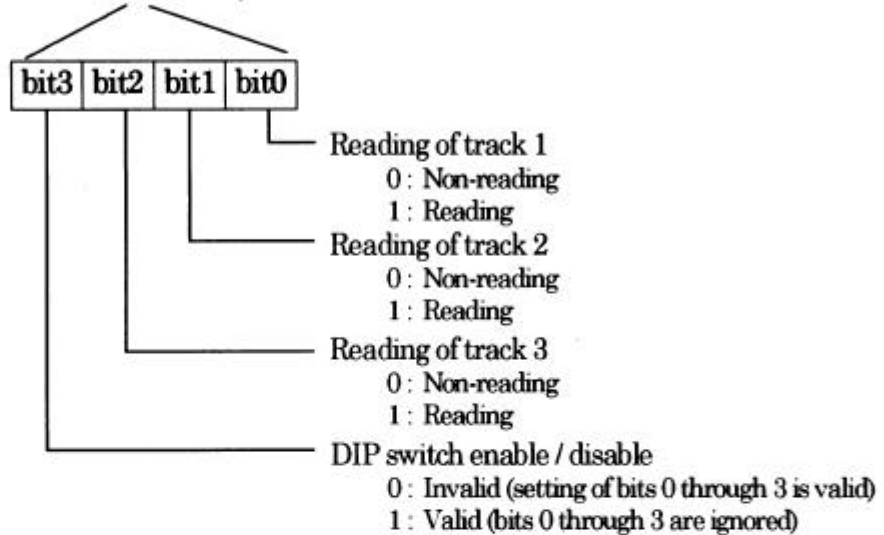 bit3 bit2 bit1 bit0
Reading of track 1
0 : Non-reading
1 : Reading
Reading of track 2
0 : Non-reading
1 : Reading
Reading of track 3
0 : Non-reading
1 : Reading
DIP switch enable / disable
0 : Invalid (setting of bits 0 through 3 is valid)
1 : Valid (bits 0 through 3 are ignored)